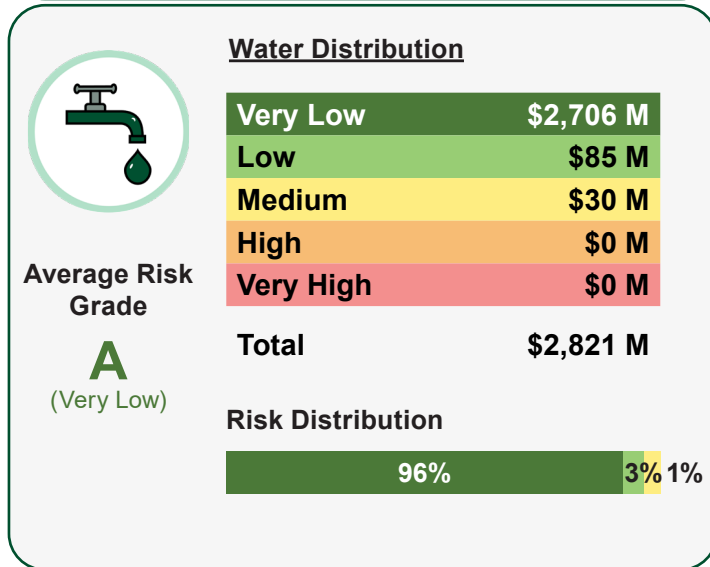 Water Distribution
Very Low $2,706 M
Low $85 M
Medium $30 M
High $0 M
Very High $0 M
Total $2,821 M
Average Risk
Grade
A
(Very Low)
Risk Distribution
96% 3% 1%